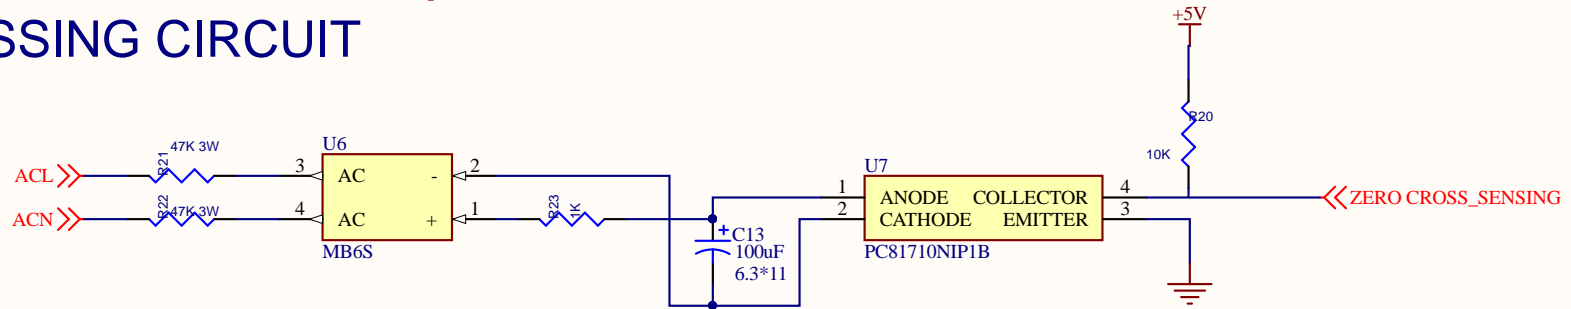 SSING CIRCUIT
+5V
R20
10K
ACL
R21
47K 3W
3
U6
AC
-
2
ACN
R22
47K 3W
4
AC
+
1
MB6S
R23
1K
+
C13
100uF
6.3*11
U7
1
ANODE
COLLECTOR
4
2
CATHODE
EMITTER
3
PC81710NIP1B
ZERO CROSS_SENSING